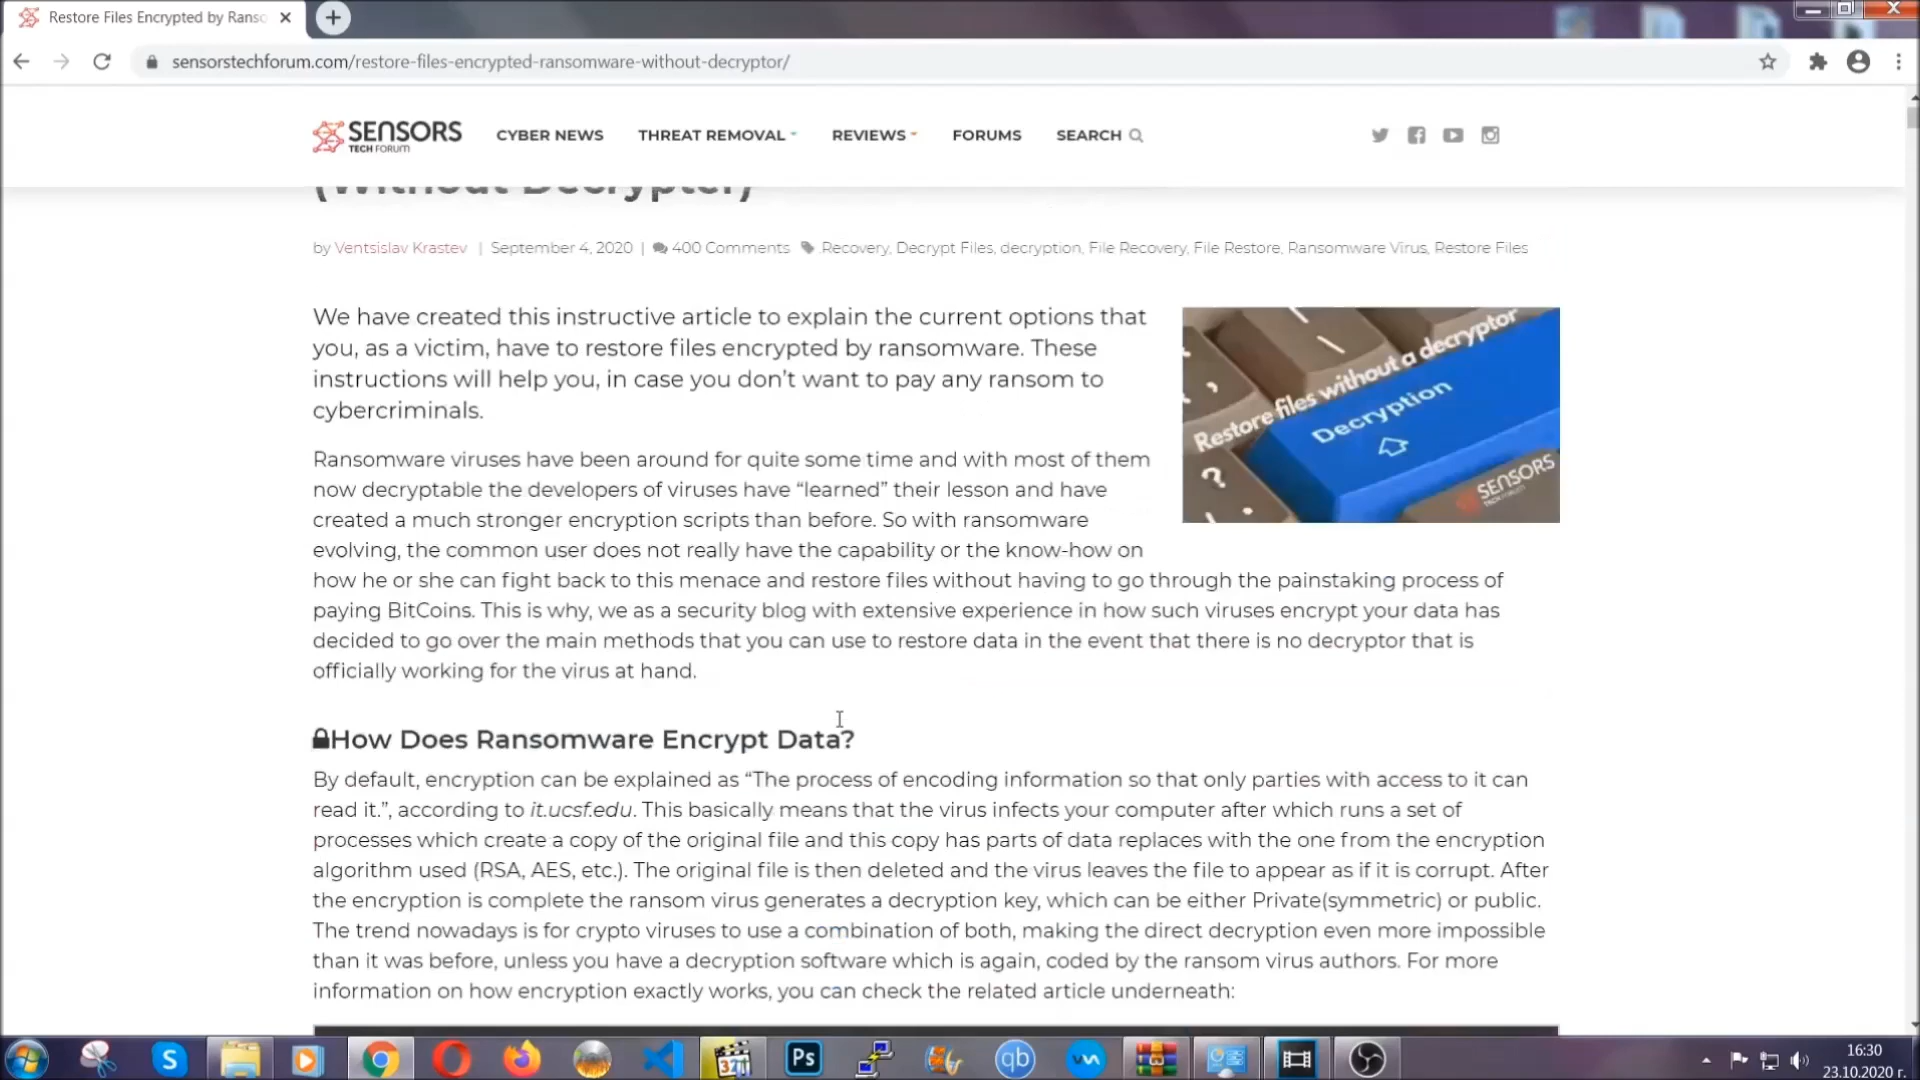 Restore Files Encrypted by Ranso
sensorstechforum.com/restore-files-encrypted-ransomware-without-decryptor/
SENSORS
TECH FORUM
CYBER NEWS THREAT REMOVAL REVIEWS FORUMS SEARCH
(Without Decrypter)
by Ventsislav Krastev | September 4, 2020 | 400 Comments Recovery, Decrypt Files, decryption, File Recovery, File Restore, Ransomware Virus, Restore Files
We have created this instructive article to explain the current options that
you, as a victim, have to restore files encrypted by ransomware. These
instructions will help you, in case you don't want to pay any ransom to
cybercriminals.
Restore files without a decryptor
Decryption
?
SENSORS
Ransomware viruses have been around for quite some time and with most of them
now decryptable the developers of viruses have “learned” their lesson and have
created a much stronger encryption scripts than before. So with ransomware
evolving, the common user does not really have the capability or the know-how on
how he or she can fight back to this menace and restore files without having to go through the painstaking process of
paying BitCoins. This is why, we as a security blog with extensive experience in how such viruses encrypt your data has
decided to go over the main methods that you can use to restore data in the event that there is no decryptor that is
officially working for the virus at hand.
How Does Ransomware Encrypt Data?
By default, encryption can be explained as “The process of encoding information so that only parties with access to it can
read it.”, according to it.ucsf.edu. This basically means that the virus infects your computer after which runs a set of
processes which create a copy of the original file and this copy has parts of data replaces with the one from the encryption
algorithm used (RSA, AES, etc.). The original file is then deleted and the virus leaves the file to appear as if it is corrupt. After
the encryption is complete the ransom virus generates a decryption key, which can be either Private(symmetric) or public.
The trend nowadays is for crypto viruses to use a combination of both, making the direct decryption even more impossible
than it was before, unless you have a decryption software which is again, coded by the ransom virus authors. For more
information on how encryption exactly works, you can check the related article underneath:
S
Ps
qb
16:30
23.10.2020 г.